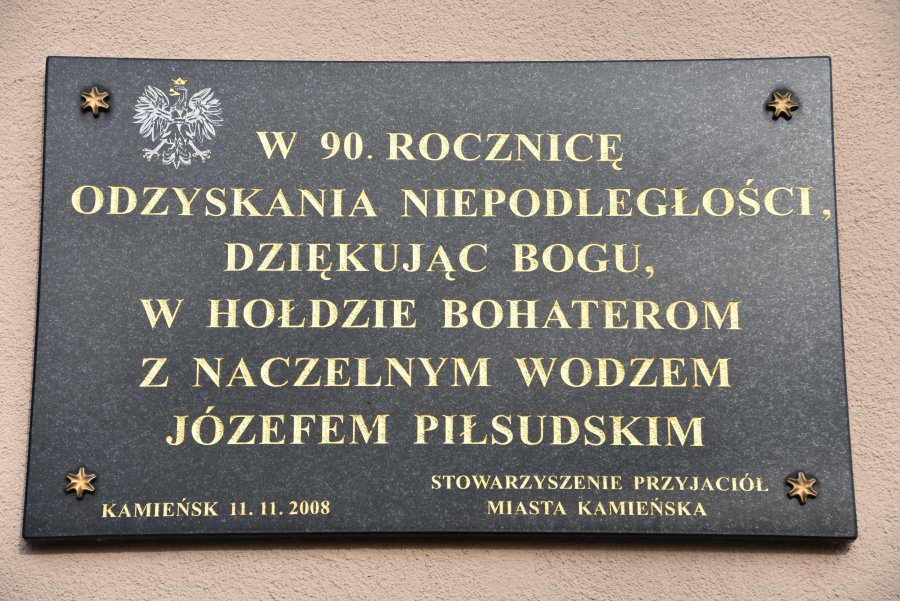 W 90. ROCZNICĘ
ODZYSKANIA NIEPODLEGŁOŚCI,
DZIĘKUJĄC BOGU,
W HOŁDZIE BOHATEROM
Z NACZELNYM WODZEM
JÓZEFEM PIŁSUDSKIM
STOWARZYSZENIE PRZYJACIÓŁ
MIASTA KAMIEŃSKA
KAMIEŃSK 11.11.2008